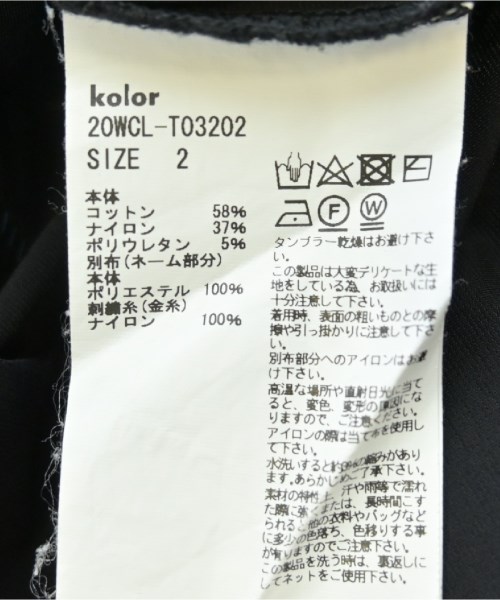 kolor
20WCL-T03202
SIZE 2
本体
コットン 58%
ナイロン 37%
ポリウレタン 5%
別布(ネーム部分)
本体
ポリエステル 100%
刺繍糸(金糸)
ナイロン 100%
F
W
タンブラー乾燥はお避け下さ
い。
この製品は大変デリケートな生
地をしている為、お取扱いには
十分注意して下さい。
着用時、表面の粗いものとの摩
擦や引っ掛かりに注意して下さ
い。
別布部分へのアイロンはお避
け下さい。
高温な場所や直射日光に当て
ると、変色、変形の原因にな
りますので、ご注意ください。
アイロンの際は当て布を使用し
て下さい。
水洗いすると約 の縮みがあり
ます。あらかじめご了承下さい。
素材の特性上、汗や雨等で濡れ
た際に強く または、長時間こす
られると他の衣料やバッグなど
に多少の色落ち、色移りする事
が有りますのでご注意下さい。
この製品を洗う時は、裏返しに
してネットをご使用下さい。